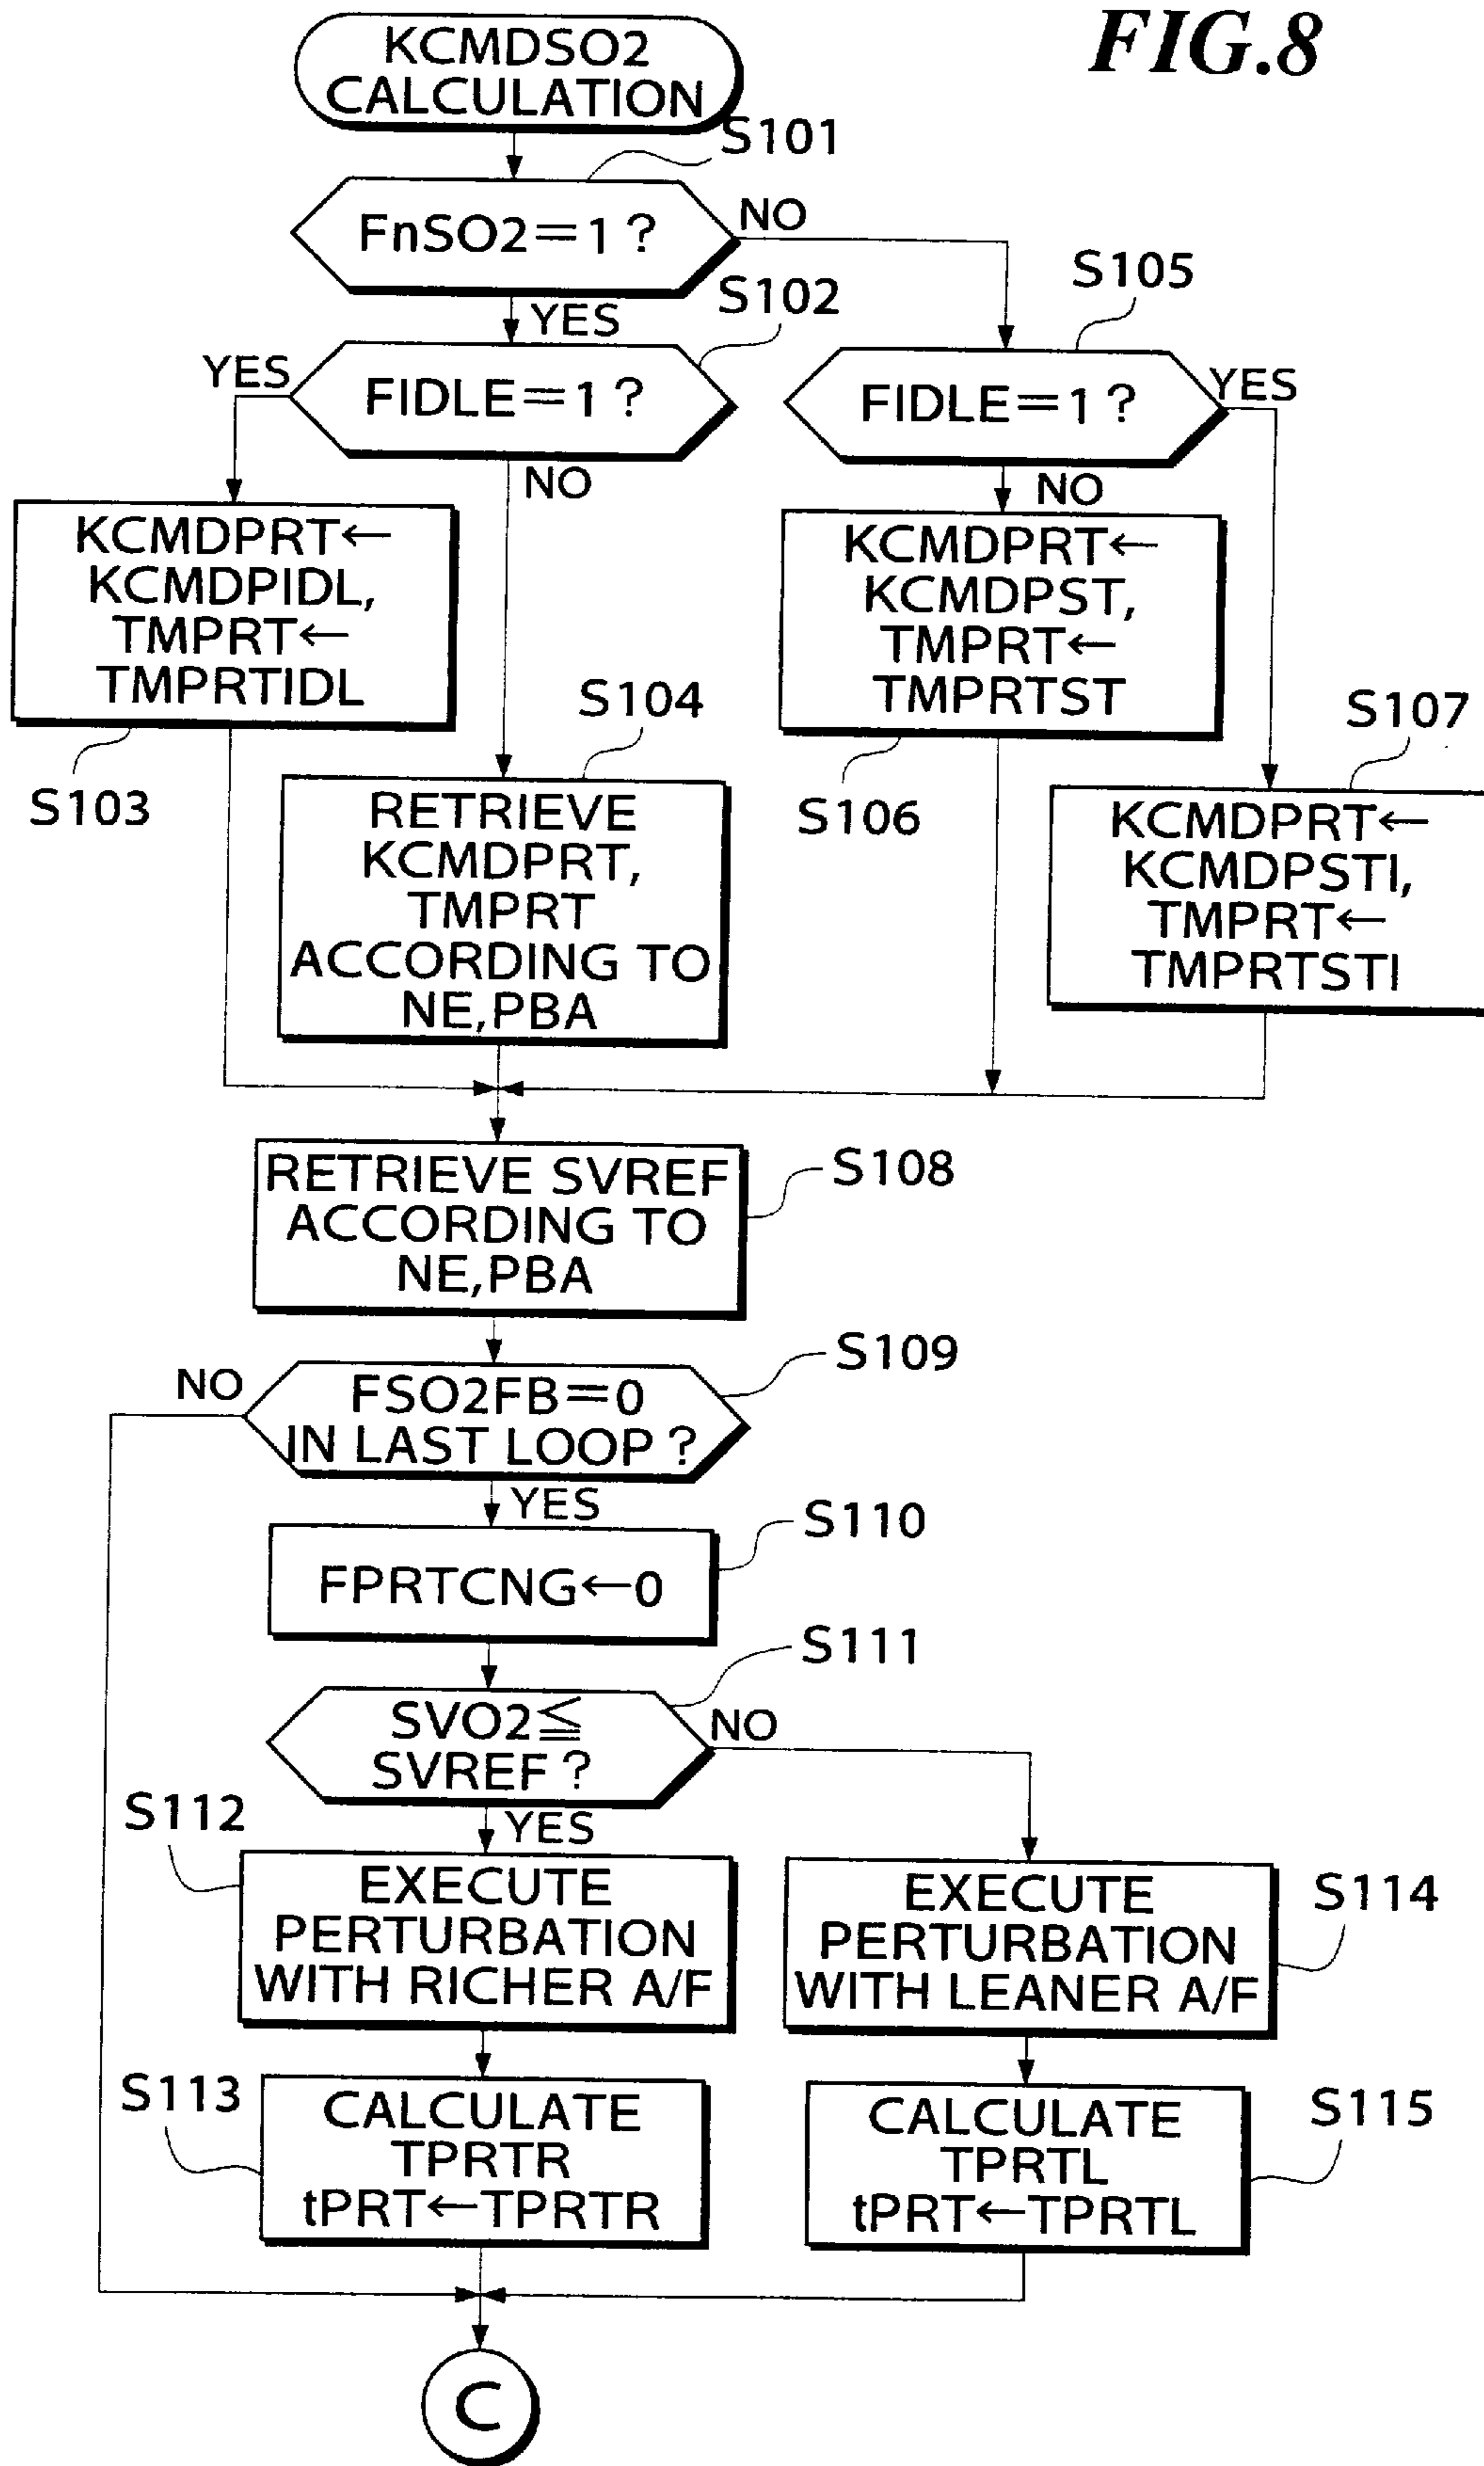 FIG.8
KCMDSO2
CALCULATION
S101
FnSO2=1?
NO
YES
S102
FIDLE=1?
YES
NO
S105
FIDLE=1?
YES
NO
KCMDPRT←
KCMDPIDL,
TMPRT←
TMPRTIDL
S103
S104
RETRIEVE
KCMDPRT,
TMPRT
ACCORDING TO
NE,PBA
KCMDPRT←
KCMDPST,
TMPRT←
TMPRTST
S106
S107
KCMDPRT←
KCMDPSTI,
TMPRT←
TMPRTSTI
RETRIEVE SVREF
ACCORDING TO
NE,PBA
S108
NO
FSO2FB=0
IN LAST LOOP?
S109
YES
FPRTCNG←0
S110
SVO2≦
SVREF?
S111
NO
YES
S112
EXECUTE
PERTURBATION
WITH RICHER A/F
EXECUTE
PERTURBATION
WITH LEANER A/F
S114
S113
CALCULATE
TPRTR
tPRT←TPRTR
CALCULATE
TPRTL
tPRT←TPRTL
S115
C